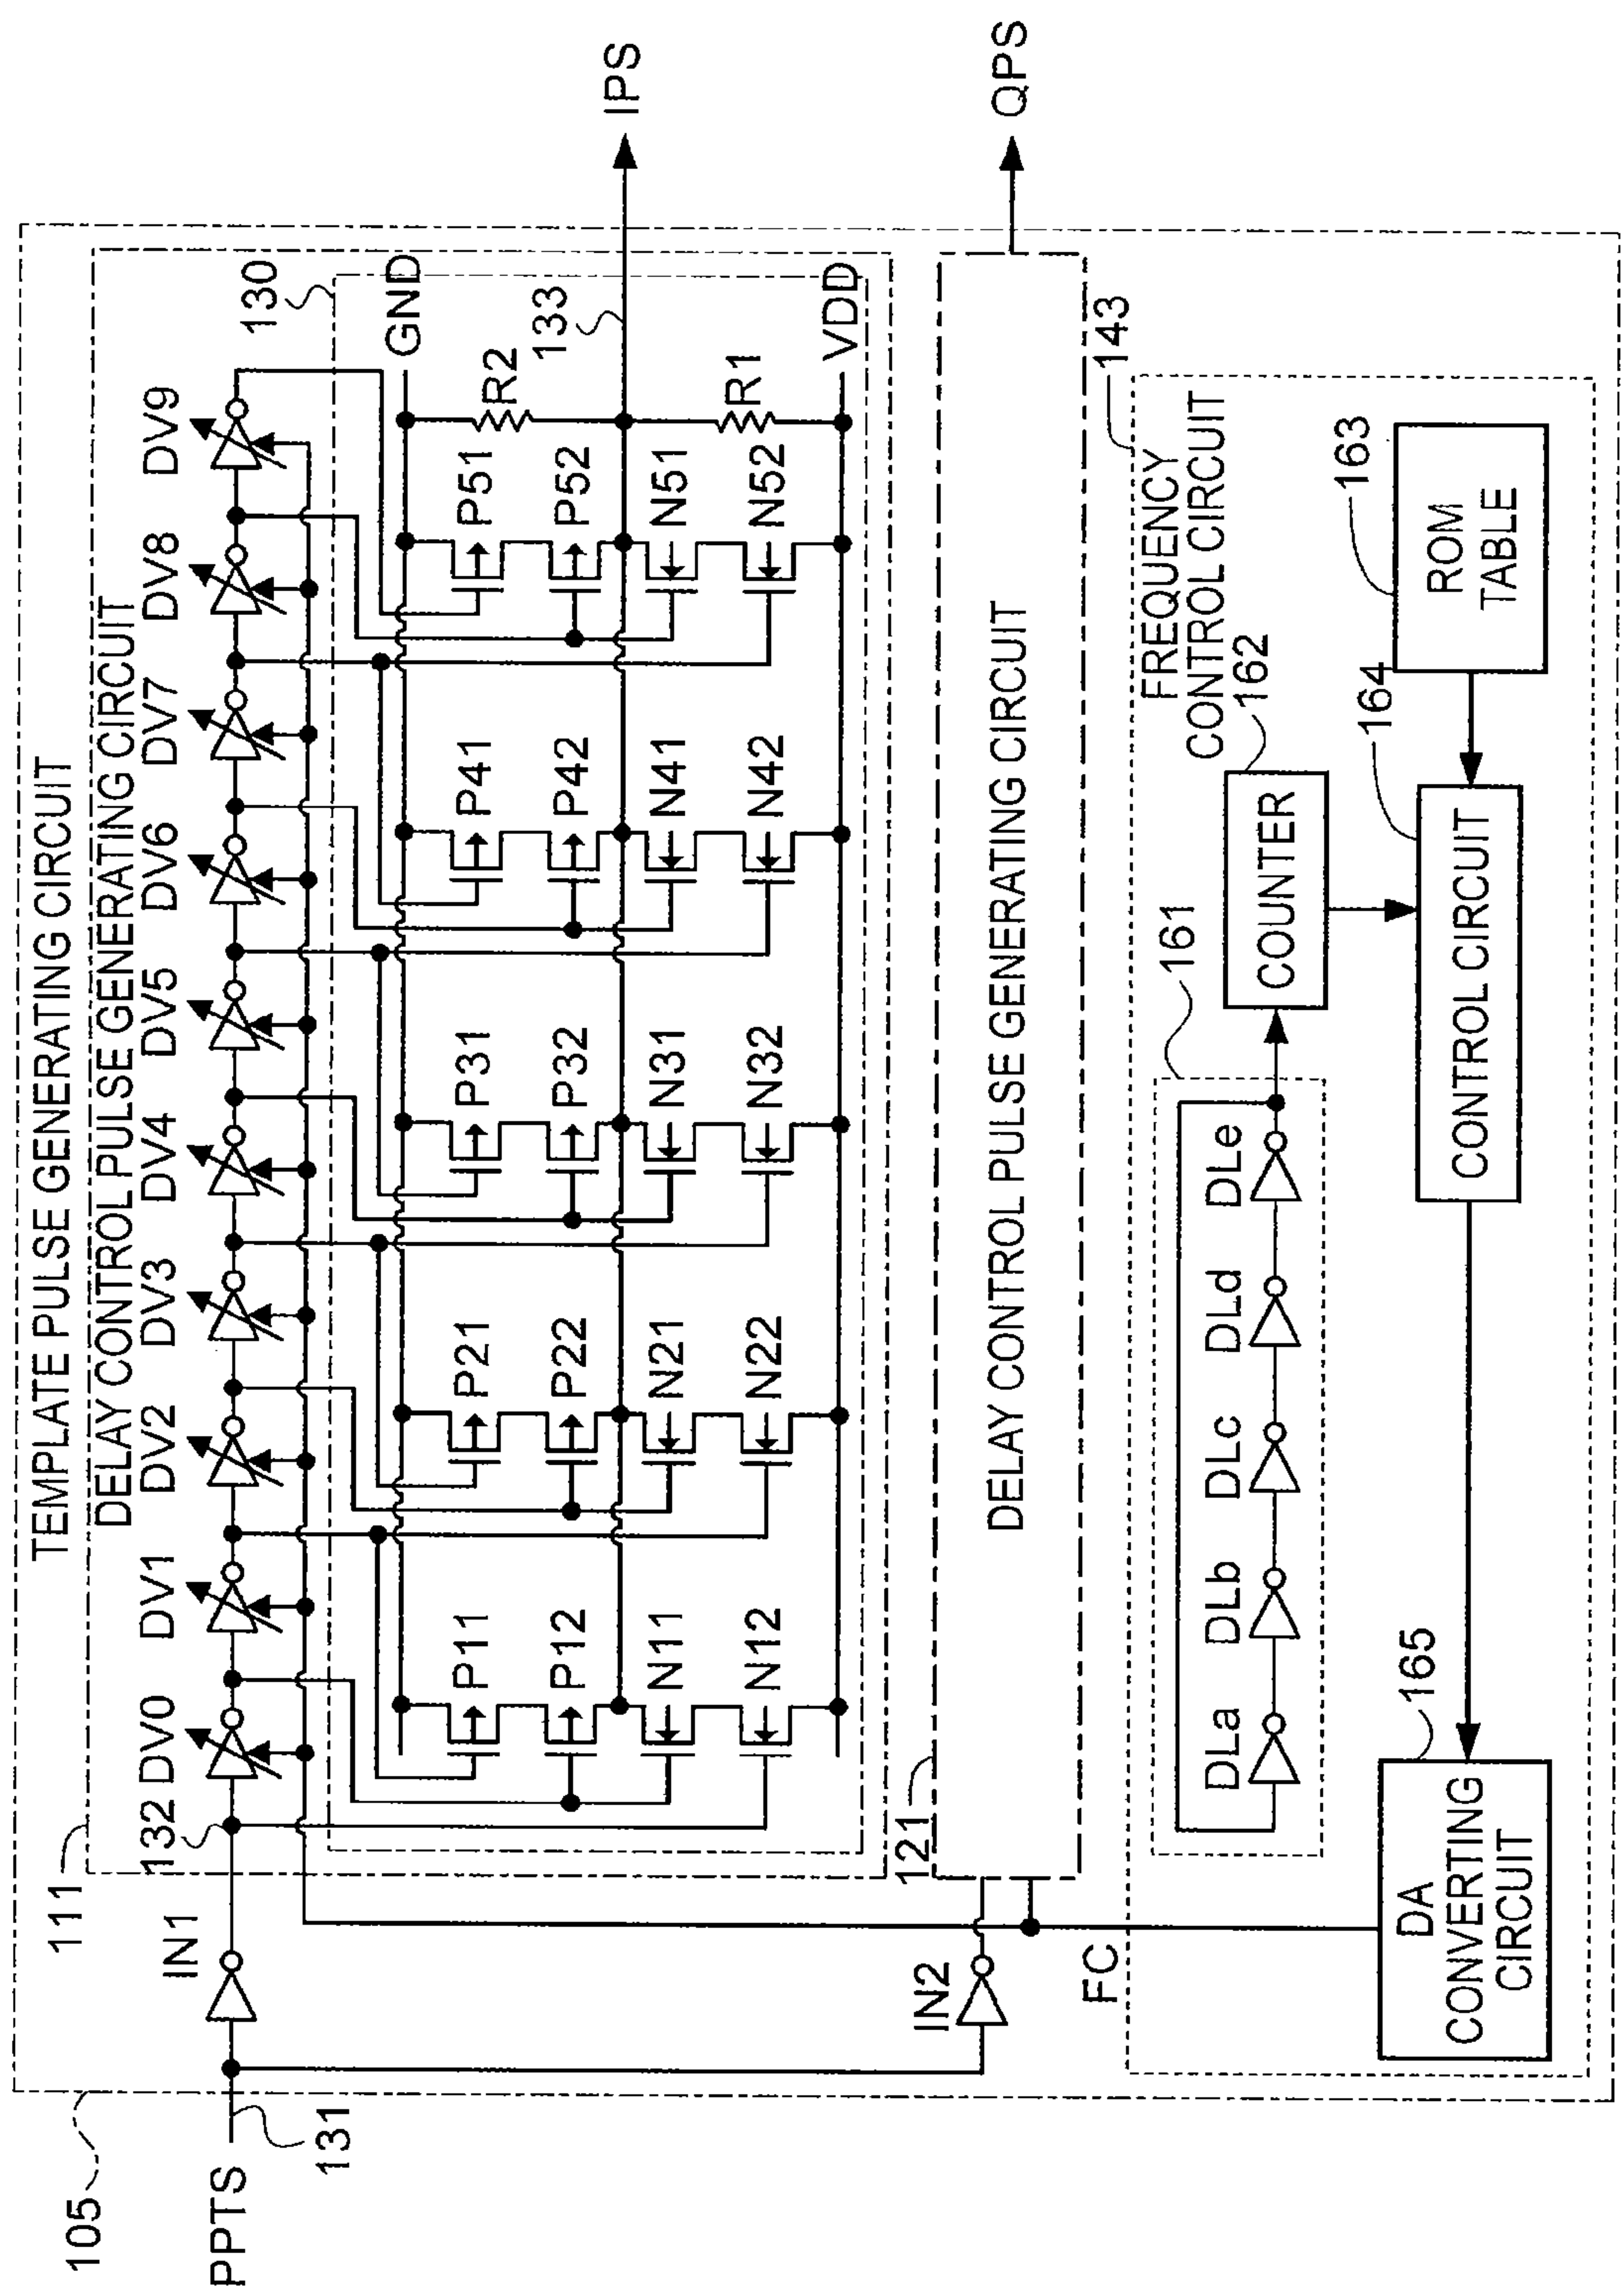 TEMPLATE PULSE GENERATING CIRCUIT
105
111
DELAY CONTROL PULSE GENERATING CIRCUIT
PPTS
131
IN1
132
DV0
DV1
DV2
DV3
DV4
DV5
DV6
DV7
DV8
DV9
130
GND
P11
P21
P31
P41
P51
R2
P12
P22
P32
P42
P52
133
IPS
N11
N21
N31
N41
N51
R1
N12
N22
N32
N42
N52
VDD
121
IN2
DELAY CONTROL PULSE GENERATING CIRCUIT
QPS
FC
143
FREQUENCY
CONTROL CIRCUIT
161
DLa
DLb
DLc
DLd
DLe
162
COUNTER
163
ROM
TABLE
164
CONTROL CIRCUIT
165
DA
CONVERTING
CIRCUIT